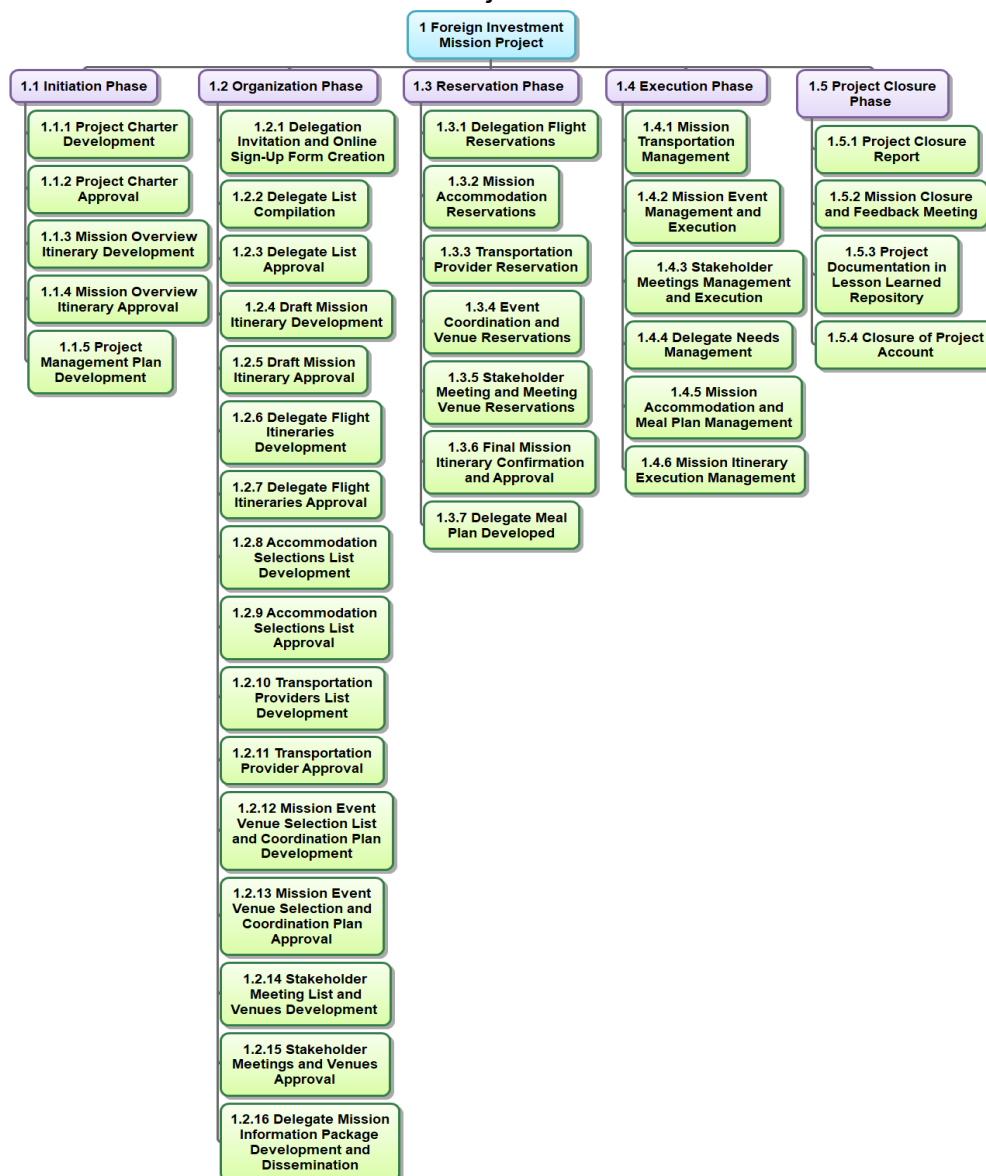 1 Foreign Investment
Mission Project
1.1 Initiation Phase
1.1.1 Project Charter
Development
1.1.2 Project Charter
Approval
1.1.3 Mission Overview
Itinerary Development
1.1.4 Mission Overview
Itinerary Approval
1.1.5 Project
Management Plan
Development
1.2 Organization Phase
1.2.1 Delegation
Invitation and Online
Sign-Up Form Creation
1.2.2 Delegate List
Compilation
1.2.3 Delegate List
Approval
1.2.4 Draft Mission
Itinerary Development
1.2.5 Draft Mission
Itinerary Approval
1.2.6 Delegate Flight
Itineraries
Development
1.2.7 Delegate Flight
Itineraries Approval
1.2.8 Accommodation
Selections List
Development
1.2.9 Accommodation
Selections List
Approval
1.2.10 Transportation
Providers List
Development
1.2.11 Transportation
Provider Approval
1.2.12 Mission Event
Venue Selection List
and Coordination Plan
Development
1.2.13 Mission Event
Venue Selection and
Coordination Plan
Approval
1.2.14 Stakeholder
Meeting List and
Venues Development
1.2.15 Stakeholder
Meetings and Venues
Approval
1.2.16 Delegate Mission
Information Package
Development and
Dissemination
1.3 Reservation Phase
1.3.1 Delegation Flight
Reservations
1.3.2 Mission
Accommodation
Reservations
1.3.3 Transportation
Provider Reservation
1.3.4 Event
Coordination and
Venue Reservations
1.3.5 Stakeholder
Meeting and Meeting
Venue Reservations
1.3.6 Final Mission
Itinerary Confirmation
and Approval
1.3.7 Delegate Meal
Plan Developed
1.4 Execution Phase
1.4.1 Mission
Transportation
Management
1.4.2 Mission Event
Management and
Execution
1.4.3 Stakeholder
Meetings Management
and Execution
1.4.4 Delegate Needs
Management
1.4.5 Mission
Accommodation and
Meal Plan Management
1.4.6 Mission Itinerary
Execution Management
1.5 Project Closure
Phase
1.5.1 Project Closure
Report
1.5.2 Mission Closure
and Feedback Meeting
1.5.3 Project
Documentation in
Lesson Learned
Repository
1.5.4 Closure of Project
Account